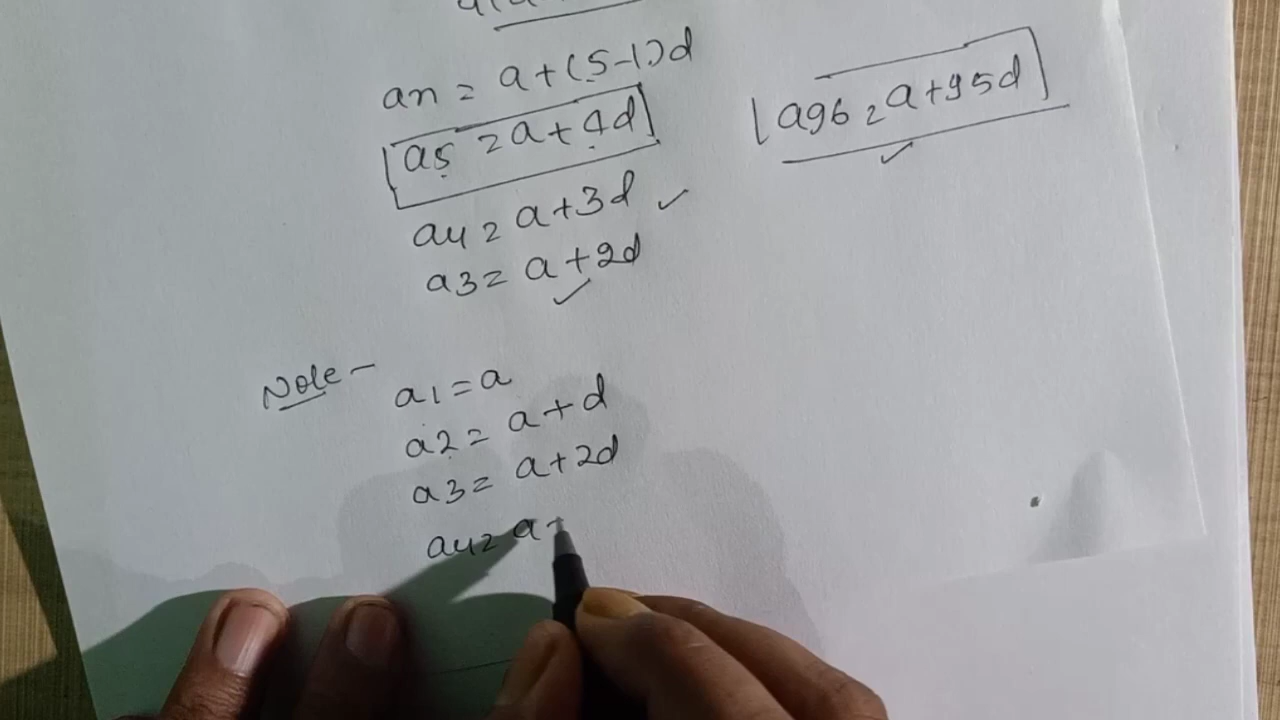 an = a + (5-1)d
a5 = a + 4d
a4 = a + 3d ✓
a3 = a + 2d
✓
a96 = a + 95d
✓
Note -
a1 = a
a2 = a + d
a3 = a + 2d
a4 = a +